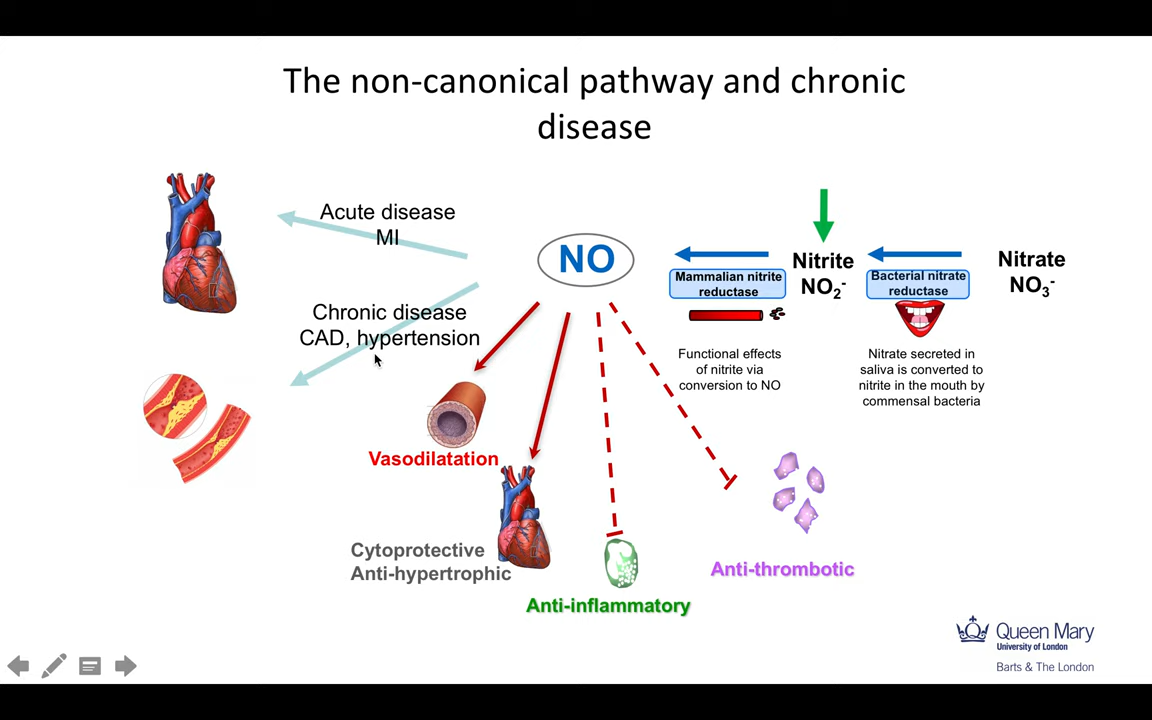 The non-canonical pathway and chronic
disease
Acute disease
MI
Chronic disease
CAD, hypertension
NO
Mammalian nitrite
reductase
Functional effects
of nitrite via
conversion to NO
Nitrite
NO₂⁻
Bacterial nitrate
reductase
Nitrate secreted in
saliva is converted to
nitrite in the mouth by
commensal bacteria
Nitrate
NO₃⁻
Vasodilatation
Cytoprotective
Anti-hypertrophic
Anti-inflammatory
Anti-thrombotic
Queen Mary
University of London
Barts & The London